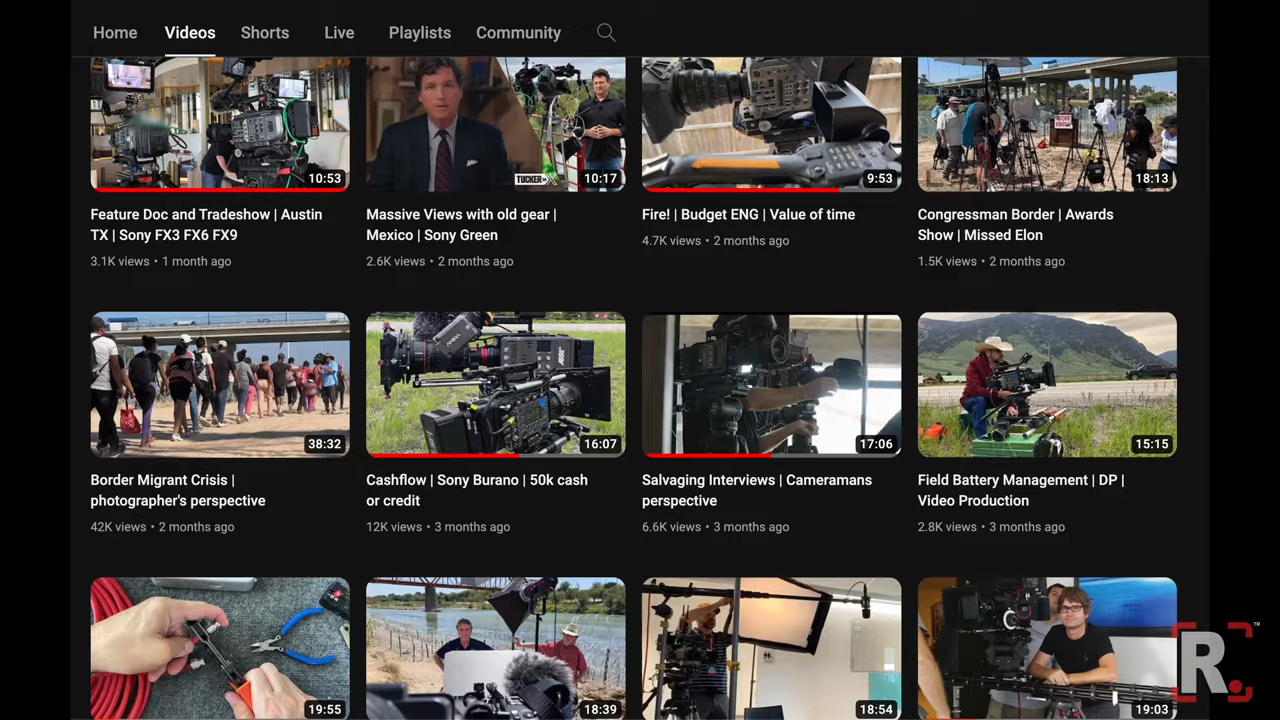 Home Videos Shorts Live Playlists Community
TUCKER ON X
10:53
10:17
9:53
18:13
Feature Doc and Tradeshow | Austin
TX | Sony FX3 FX6 FX9
3.1K views • 1 month ago
Massive Views with old gear |
Mexico | Sony Green
2.6K views • 2 months ago
Fire! | Budget ENG | Value of time
4.7K views • 2 months ago
Congressman Border | Awards
Show | Missed Elon
1.5K views • 2 months ago
38:32
16:07
17:06
15:15
Border Migrant Crisis |
photographer's perspective
42K views • 2 months ago
Cashflow | Sony Burano | 50k cash
or credit
12K views • 3 months ago
Salvaging Interviews | Cameramans
perspective
6.6K views • 3 months ago
Field Battery Management | DP |
Video Production
2.8K views • 3 months ago
19:55
18:39
18:54
19:03
R.
™